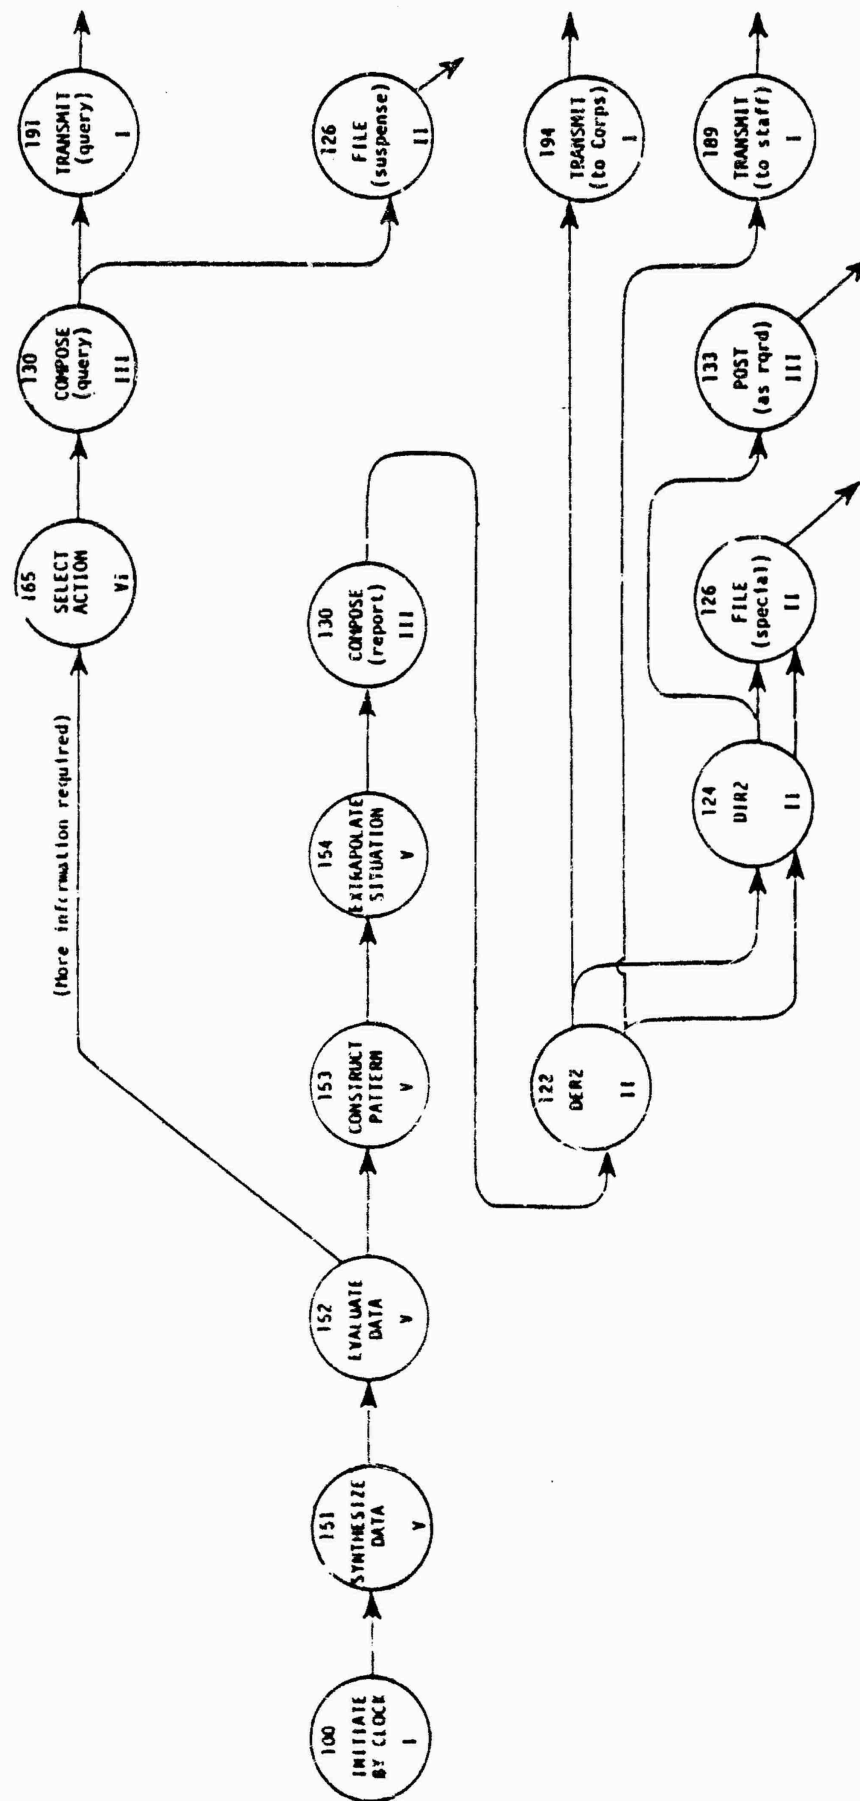 100
INITIATE
BY CLOCK
I
151
SYNTHESIZE
DATA
V
152
EVALUATE
DATA
V
(More information required)
165
SELECT
ACTION
Vi
130
COMPOSE
(query)
III
191
TRANSMIT
(query)
I
126
FILE
(suspense)
II
153
CONSTRUCT
PATTERN
V
154
EXTRAPOLATE
SITUATION
V
130
COMPOSE
(report)
III
122
DER2
II
194
TRANSMIT
(to Corps)
I
189
TRANSMIT
(to staff)
I
124
DIR2
II
126
FILE
(special)
II
133
POST
(as rqrd)
III